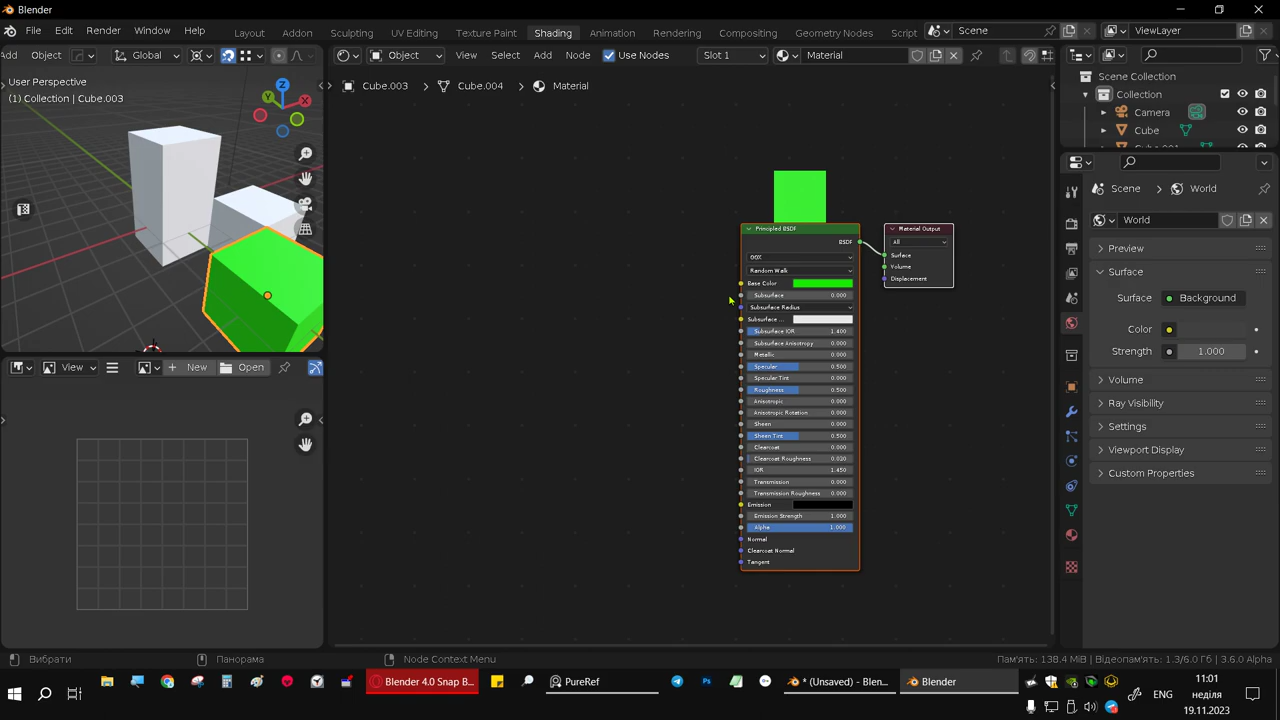 Blender
File Edit Render Window Help
Layout Modeling Sculpting UV Editing Texture Paint Shading Animation Rendering Compositing Geometry Nodes Script
Scene
ViewLayer
Add Object Global
Object View Select Add Node Use Nodes Slot 1 Material
User Perspective
(1) Collection | Cube.003
X
Y
Z
Cube.003 > Cube.004 > Material
Scene Collection
Collection
Camera
Cube
Scene > World
World
Preview
Surface
Surface Background
Color
Strength 1.000
Volume
Ray Visibility
Settings
Viewport Display
Custom Properties
View New Open
Principled BSDF
BSDF
GGX
Random Walk
Base Color
Subsurface 0.000
Subsurface Radius
Subsurface ...
Subsurface IOR 1.400
Subsurface Anisotropy 0.000
Metallic 0.000
Specular 0.500
Specular Tint 0.000
Roughness 0.500
Anisotropic 0.000
Anisotropic Rotation 0.000
Sheen 0.000
Sheen Tint 0.500
Clearcoat 0.000
Clearcoat Roughness 0.030
IOR 1.450
Transmission 0.000
Transmission Roughness 0.000
Emission
Emission Strength 1.000
Alpha 1.000
Normal
Clearcoat Normal
Tangent
Material Output
All
Surface
Volume
Displacement
Вибрати Панорама Node Context Menu
Пам'ять: 138.4 MiB | Відеопам'ять: 1.3/6.0 Гб | 3.6.0 Alpha
Blender 4.0 Snap B...
PureRef
* (Unsaved) - Blen...
Blender
ENG
11:01
неділя
19.11.2023